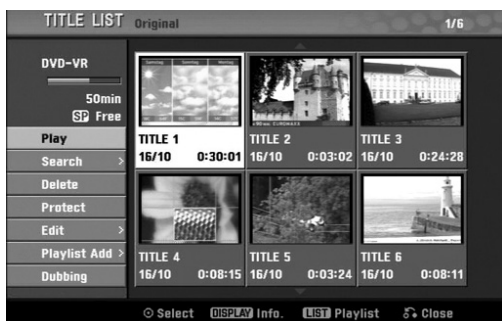 TITLE LIST Original 1/6
DVD-VR
50min
SP Free
Play
Search >
Delete
Protect
Edit >
Playlist Add >
Dubbing
TITLE 1
16/10 0:30:01
TITLE 2
16/10 0:03:02
TITLE 3
16/10 0:24:28
TITLE 4
16/10 0:08:15
TITLE 5
16/10 0:03:24
TITLE 6
16/10 0:08:11
Select DISPLAY Info. LIST Playlist Close